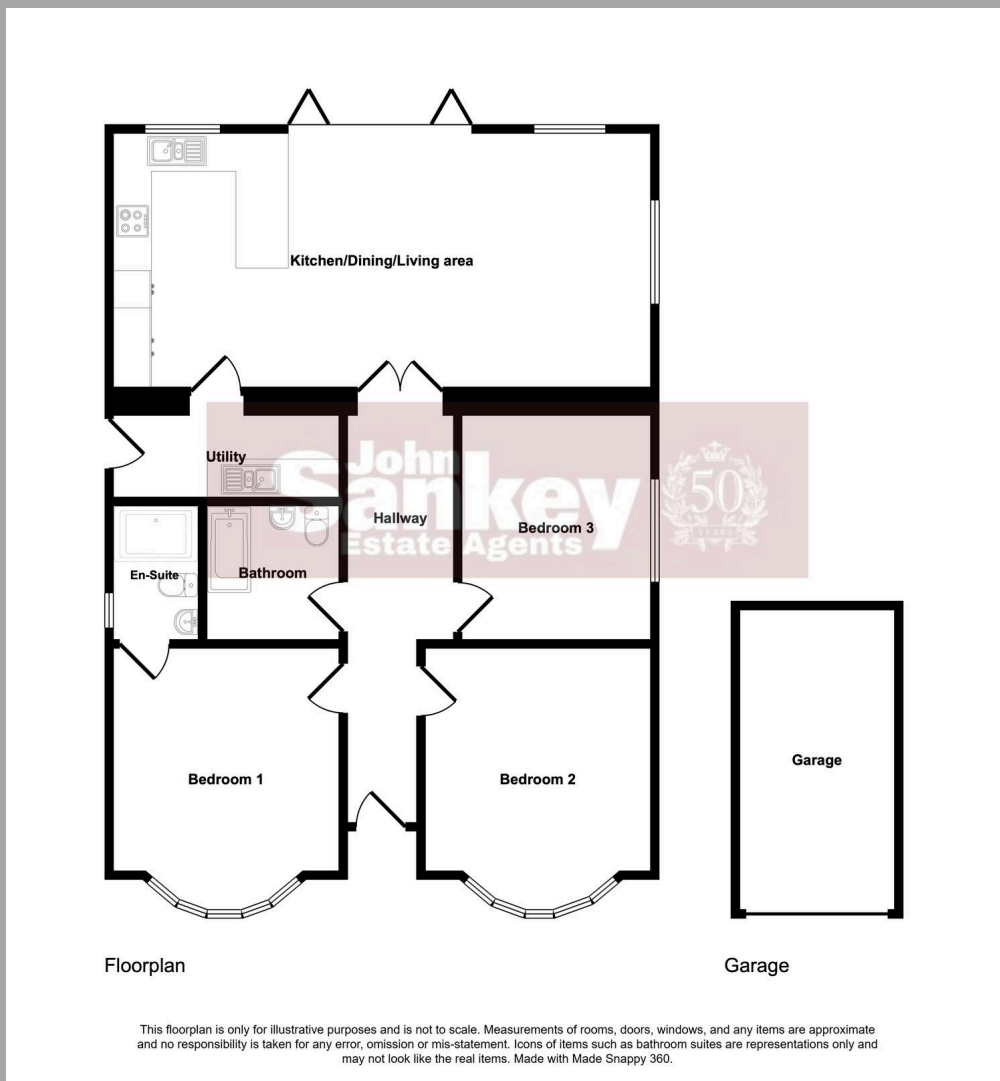 Kitchen/Dining/Living area
Utility
John
Sankey
Estate Agents
50
YEARS
Hallway
Bedroom 3
En-Suite
Bathroom
Bedroom 1
Bedroom 2
Garage
Floorplan
Garage
This floorplan is only for illustrative purposes and is not to scale. Measurements of rooms, doors, windows, and any items are approximate
and no responsibility is taken for any error, omission or mis-statement. Icons of items such as bathroom suites are representations only and
may not look like the real items. Made with Made Snappy 360.